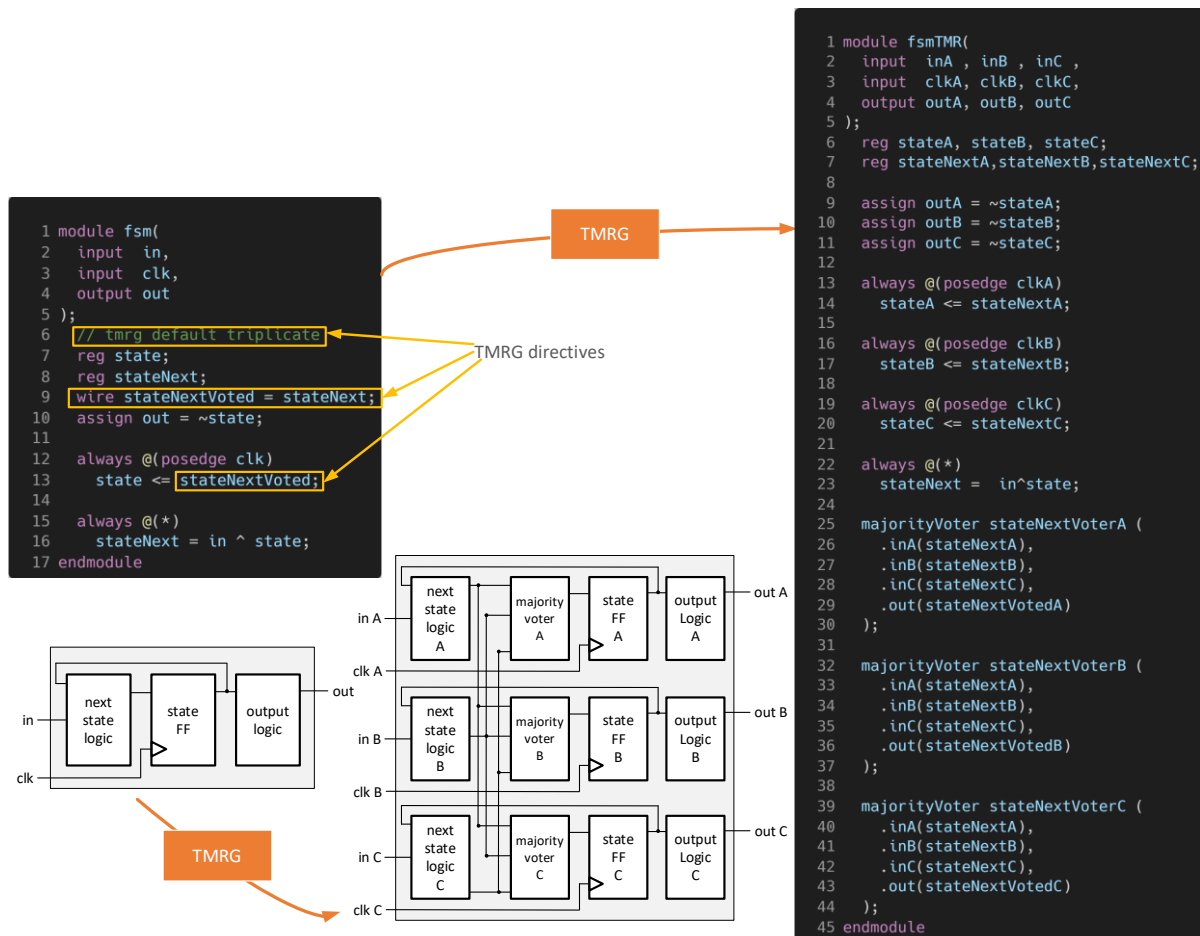 1 module fsm(
2   input  in,
3   input  clk,
4   output out
5 );
6   // tmrg default triplicate
7   reg state;
8   reg stateNext;
9   wire stateNextVoted = stateNext;
10   assign out = ~state;
11
12   always @(posedge clk)
13     state <= stateNextVoted;
14
15   always @(*)
16     stateNext = in ^ state;
17 endmodule
TMRG
TMRG directives
1 module fsmTMR(
2   input  inA , inB , inC ,
3   input  clkA, clkB, clkC,
4   output outA, outB, outC
5 );
6   reg stateA, stateB, stateC;
7   reg stateNextA,stateNextB,stateNextC;
8
9   assign outA = ~stateA;
10   assign outB = ~stateB;
11   assign outC = ~stateC;
12
13   always @(posedge clkA)
14     stateA <= stateNextA;
15
16   always @(posedge clkB)
17     stateB <= stateNextB;
18
19   always @(posedge clkC)
20     stateC <= stateNextC;
21
22   always @(*)
23     stateNext =  in^state;
24
25   majorityVoter stateNextVoterA (
26     .inA(stateNextA),
27     .inB(stateNextB),
28     .inC(stateNextC),
29     .out(stateNextVotedA)
30   );
31
32   majorityVoter stateNextVoterB (
33     .inA(stateNextA),
34     .inB(stateNextB),
35     .inC(stateNextC),
36     .out(stateNextVotedB)
37   );
38
39   majorityVoter stateNextVoterC (
40     .inA(stateNextA),
41     .inB(stateNextB),
42     .inC(stateNextC),
43     .out(stateNextVotedC)
44   );
45 endmodule
in
clk
next
state
logic
state
FF
output
logic
out
TMRG
in A
clk A
next
state
logic
A
majority
voter
A
state
FF
A
output
Logic
A
out A
in B
clk B
next
state
logic
B
majority
voter
B
state
FF
B
output
Logic
B
out B
in C
clk C
next
state
logic
C
majority
voter
C
state
FF
C
output
Logic
C
out C